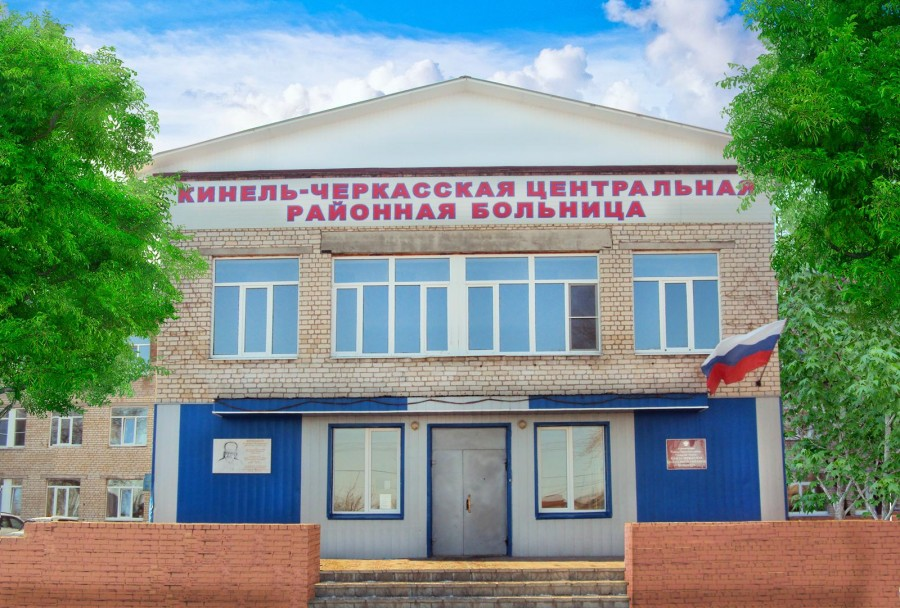 КИНЕЛЬ-ЧЕРКАССКАЯ ЦЕНТРАЛЬНАЯ
РАЙОННАЯ БОЛЬНИЦА